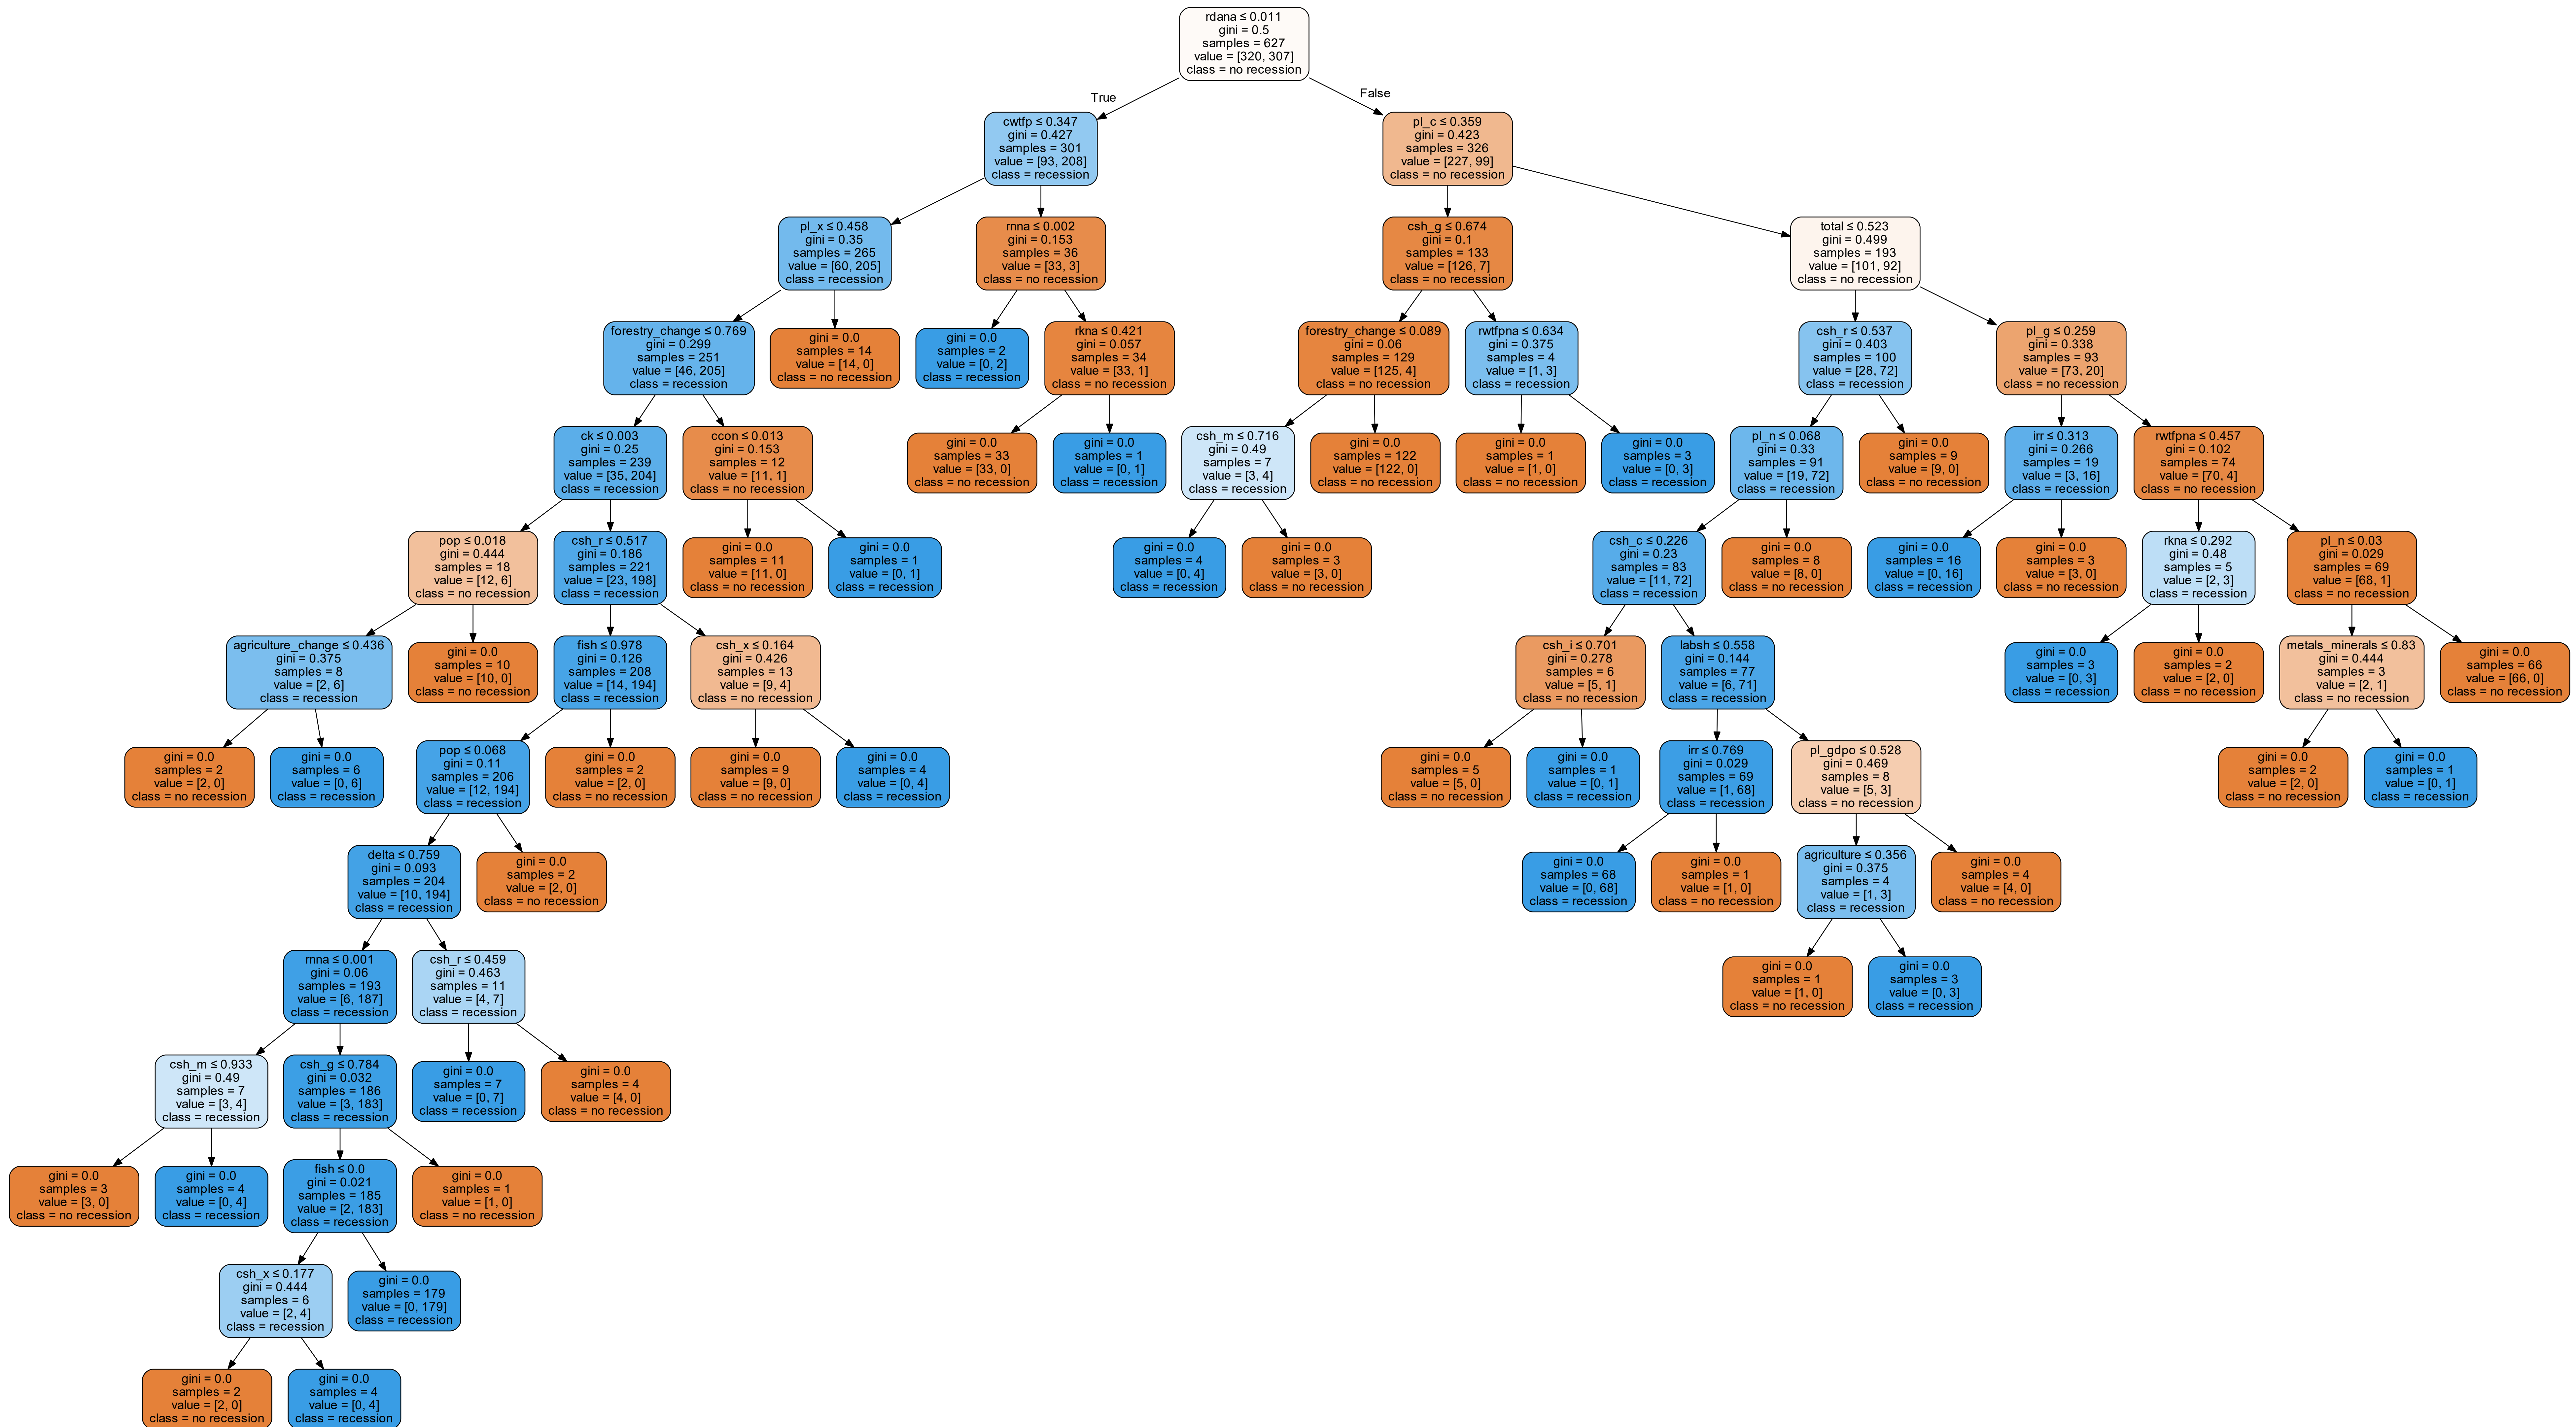 rdana ≤ 0.011
gini = 0.5
samples = 627
value = [320, 307]
class = no recession
True
False
cwtfp ≤ 0.347
gini = 0.427
samples = 301
value = [93, 208]
class = recession
pl_c ≤ 0.359
gini = 0.423
samples = 326
value = [227, 99]
class = no recession
pl_x ≤ 0.458
gini = 0.35
samples = 265
value = [60, 205]
class = recession
rnna ≤ 0.002
gini = 0.153
samples = 36
value = [33, 3]
class = no recession
csh_g ≤ 0.674
gini = 0.1
samples = 133
value = [126, 7]
class = no recession
total ≤ 0.523
gini = 0.499
samples = 193
value = [101, 92]
class = no recession
forestry_change ≤ 0.769
gini = 0.299
samples = 251
value = [46, 205]
class = recession
gini = 0.0
samples = 14
value = [14, 0]
class = no recession
gini = 0.0
samples = 2
value = [0, 2]
class = recession
rkna ≤ 0.421
gini = 0.057
samples = 34
value = [33, 1]
class = no recession
forestry_change ≤ 0.089
gini = 0.06
samples = 129
value = [125, 4]
class = no recession
rwtfpna ≤ 0.634
gini = 0.375
samples = 4
value = [1, 3]
class = recession
csh_r ≤ 0.537
gini = 0.403
samples = 100
value = [28, 72]
class = recession
pl_g ≤ 0.259
gini = 0.338
samples = 93
value = [73, 20]
class = no recession
ck ≤ 0.003
gini = 0.25
samples = 239
value = [35, 204]
class = recession
ccon ≤ 0.013
gini = 0.153
samples = 12
value = [11, 1]
class = no recession
gini = 0.0
samples = 33
value = [33, 0]
class = no recession
gini = 0.0
samples = 1
value = [0, 1]
class = recession
csh_m ≤ 0.716
gini = 0.49
samples = 7
value = [3, 4]
class = recession
gini = 0.0
samples = 122
value = [122, 0]
class = no recession
gini = 0.0
samples = 1
value = [1, 0]
class = no recession
gini = 0.0
samples = 3
value = [0, 3]
class = recession
pl_n ≤ 0.068
gini = 0.33
samples = 91
value = [19, 72]
class = recession
gini = 0.0
samples = 9
value = [9, 0]
class = no recession
irr ≤ 0.313
gini = 0.266
samples = 19
value = [3, 16]
class = recession
rwtfpna ≤ 0.457
gini = 0.102
samples = 74
value = [70, 4]
class = no recession
pop ≤ 0.018
gini = 0.444
samples = 18
value = [12, 6]
class = no recession
csh_r ≤ 0.517
gini = 0.186
samples = 221
value = [23, 198]
class = recession
gini = 0.0
samples = 11
value = [11, 0]
class = no recession
gini = 0.0
samples = 1
value = [0, 1]
class = recession
gini = 0.0
samples = 4
value = [0, 4]
class = recession
gini = 0.0
samples = 3
value = [3, 0]
class = no recession
csh_c ≤ 0.226
gini = 0.23
samples = 83
value = [11, 72]
class = recession
gini = 0.0
samples = 8
value = [8, 0]
class = no recession
gini = 0.0
samples = 16
value = [0, 16]
class = recession
gini = 0.0
samples = 3
value = [3, 0]
class = no recession
rkna ≤ 0.292
gini = 0.48
samples = 5
value = [2, 3]
class = recession
pl_n ≤ 0.03
gini = 0.029
samples = 69
value = [68, 1]
class = no recession
agriculture_change ≤ 0.436
gini = 0.375
samples = 8
value = [2, 6]
class = recession
gini = 0.0
samples = 10
value = [10, 0]
class = no recession
fish ≤ 0.978
gini = 0.126
samples = 208
value = [14, 194]
class = recession
csh_x ≤ 0.164
gini = 0.426
samples = 13
value = [9, 4]
class = no recession
csh_i ≤ 0.701
gini = 0.278
samples = 6
value = [5, 1]
class = no recession
labsh ≤ 0.558
gini = 0.144
samples = 77
value = [6, 71]
class = recession
gini = 0.0
samples = 3
value = [0, 3]
class = recession
gini = 0.0
samples = 2
value = [2, 0]
class = no recession
metals_minerals ≤ 0.83
gini = 0.444
samples = 3
value = [2, 1]
class = no recession
gini = 0.0
samples = 66
value = [66, 0]
class = no recession
gini = 0.0
samples = 2
value = [2, 0]
class = no recession
gini = 0.0
samples = 6
value = [0, 6]
class = recession
pop ≤ 0.068
gini = 0.11
samples = 206
value = [12, 194]
class = recession
gini = 0.0
samples = 2
value = [2, 0]
class = no recession
gini = 0.0
samples = 9
value = [9, 0]
class = no recession
gini = 0.0
samples = 4
value = [0, 4]
class = recession
gini = 0.0
samples = 5
value = [5, 0]
class = no recession
gini = 0.0
samples = 1
value = [0, 1]
class = recession
irr ≤ 0.769
gini = 0.029
samples = 69
value = [1, 68]
class = recession
pl_gdpo ≤ 0.528
gini = 0.469
samples = 8
value = [5, 3]
class = no recession
gini = 0.0
samples = 2
value = [2, 0]
class = no recession
gini = 0.0
samples = 1
value = [0, 1]
class = recession
delta ≤ 0.759
gini = 0.093
samples = 204
value = [10, 194]
class = recession
gini = 0.0
samples = 2
value = [2, 0]
class = no recession
gini = 0.0
samples = 68
value = [0, 68]
class = recession
gini = 0.0
samples = 1
value = [1, 0]
class = no recession
agriculture ≤ 0.356
gini = 0.375
samples = 4
value = [1, 3]
class = recession
gini = 0.0
samples = 4
value = [4, 0]
class = no recession
rnna ≤ 0.001
gini = 0.06
samples = 193
value = [6, 187]
class = recession
csh_r ≤ 0.459
gini = 0.463
samples = 11
value = [4, 7]
class = recession
gini = 0.0
samples = 1
value = [1, 0]
class = no recession
gini = 0.0
samples = 3
value = [0, 3]
class = recession
csh_m ≤ 0.933
gini = 0.49
samples = 7
value = [3, 4]
class = recession
csh_g ≤ 0.784
gini = 0.032
samples = 186
value = [3, 183]
class = recession
gini = 0.0
samples = 7
value = [0, 7]
class = recession
gini = 0.0
samples = 4
value = [4, 0]
class = no recession
gini = 0.0
samples = 3
value = [3, 0]
class = no recession
gini = 0.0
samples = 4
value = [0, 4]
class = recession
fish ≤ 0.0
gini = 0.021
samples = 185
value = [2, 183]
class = recession
gini = 0.0
samples = 1
value = [1, 0]
class = no recession
csh_x ≤ 0.177
gini = 0.444
samples = 6
value = [2, 4]
class = recession
gini = 0.0
samples = 179
value = [0, 179]
class = recession
gini = 0.0
samples = 2
value = [2, 0]
class = no recession
gini = 0.0
samples = 4
value = [0, 4]
class = recession